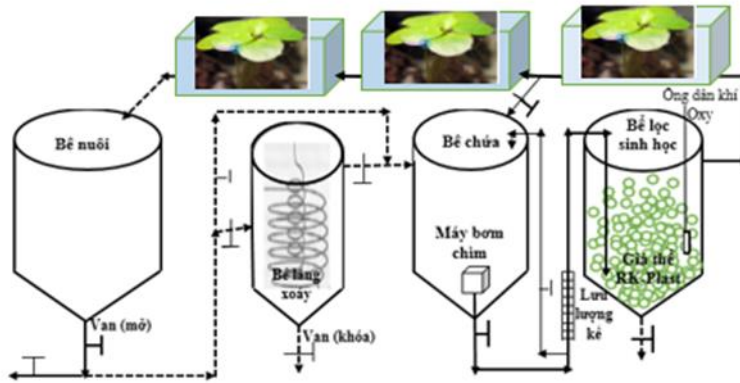 Ống dẫn khí
Oxy
Bể nuôi
Bể chứa
Bể lọc
sinh học
Máy bơm
chìm
Bể lắng
xoáy
Giá thể
RK-Plast
Lưu
lượng
kế
Van (mở)
Van (khóa)